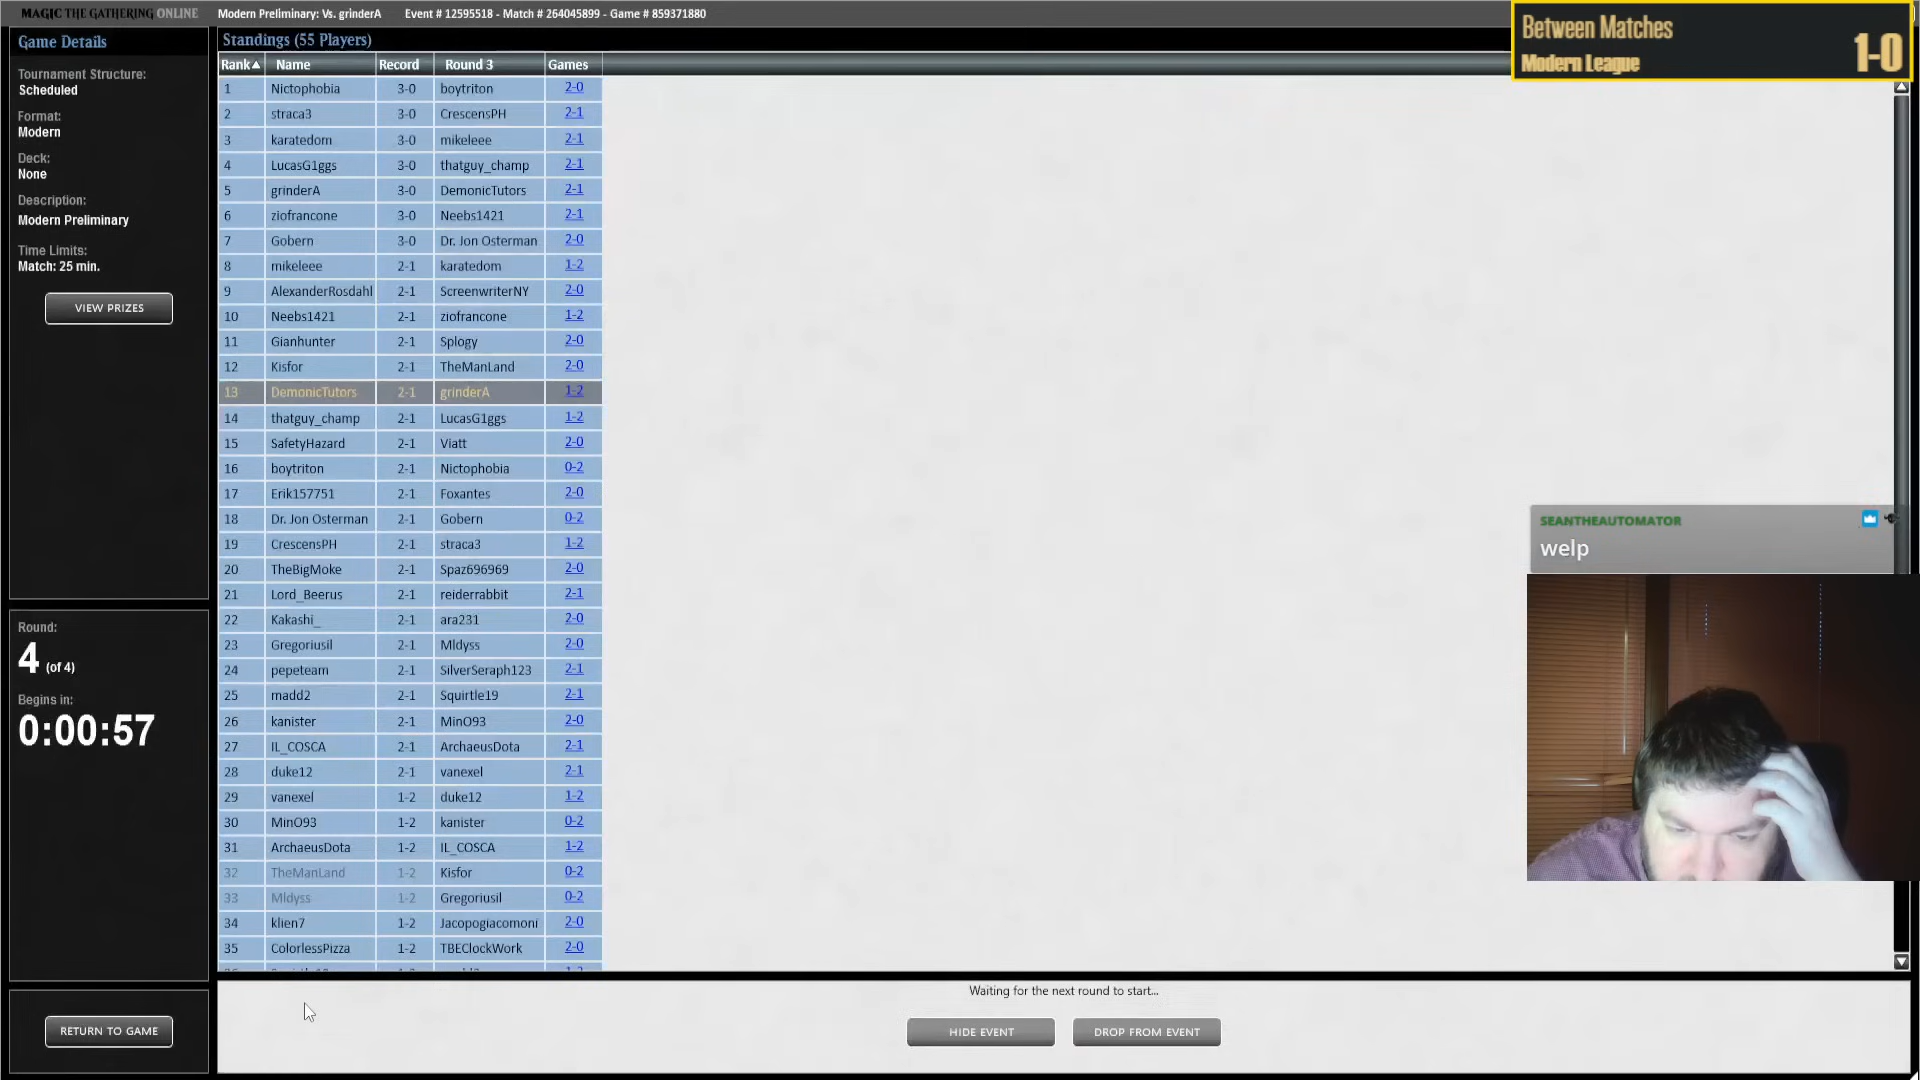 MAGIC THE GATHERING ONLINE Modern Preliminary: Vs. grinderA Event # 12595518 - Match # 264045899 - Game # 859371880
Between Matches
Modern League
1-0
Game Details
Tournament Structure:
Scheduled
Format:
Modern
Deck:
None
Description:
Modern Preliminary
Time Limits:
Match: 25 min.
VIEW PRIZES
Round:
4 (of 4)
Begins in:
0:00:57
RETURN TO GAME
Standings (55 Players)
Rank Name Record Round 3 Games
1 Nictophobia 3-0 boytriton 2-0
2 straca3 3-0 CrescensPH 2-1
3 karatedom 3-0 mikeleee 2-1
4 LucasG1ggs 3-0 thatguy_champ 2-1
5 grinderA 3-0 DemonicTutors 2-1
6 ziofrancone 3-0 Neebs1421 2-1
7 Gobern 3-0 Dr. Jon Osterman 2-0
8 mikeleee 2-1 karatedom 1-2
9 AlexanderRosdahl 2-1 ScreenwriterNY 2-0
10 Neebs1421 2-1 ziofrancone 1-2
11 Gianhunter 2-1 Splogy 2-0
12 Kisfor 2-1 TheManLand 2-0
13 DemonicTutors 2-1 grinderA 1-2
14 thatguy_champ 2-1 LucasG1ggs 1-2
15 SafetyHazard 2-1 Viatt 2-0
16 boytriton 2-1 Nictophobia 0-2
17 Erik157751 2-1 Foxantes 2-0
18 Dr. Jon Osterman 2-1 Gobern 0-2
19 CrescensPH 2-1 straca3 1-2
20 TheBigMoke 2-1 Spaz696969 2-0
21 Lord_Beerus 2-1 reiderrabbit 2-1
22 Kakashi_ 2-1 ara231 2-0
23 Gregoriusil 2-1 Mldyss 2-0
24 pepeteam 2-1 SilverSeraph123 2-1
25 madd2 2-1 Squirtle19 2-1
26 kanister 2-1 MinO93 2-0
27 IL_COSCA 2-1 ArchaeusDota 2-1
28 duke12 2-1 vanexel 2-1
29 vanexel 1-2 duke12 1-2
30 MinO93 1-2 kanister 0-2
31 ArchaeusDota 1-2 IL_COSCA 1-2
32 TheManLand 1-2 Kisfor 0-2
33 Mldyss 1-2 Gregoriusil 0-2
34 klien7 1-2 Jacopogiacomoni 2-0
35 ColorlessPizza 1-2 TBEClockWork 2-0
SEANTHEAUTOMATOR
welp
Waiting for the next round to start...
HIDE EVENT
DROP FROM EVENT